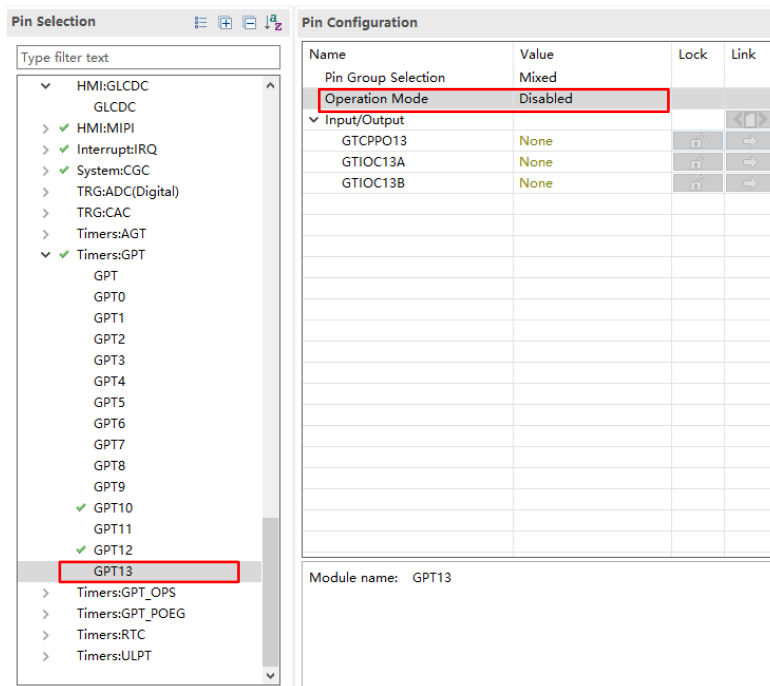 Pin Selection
Type filter text
HMI:GLCDC
GLCDC
HMI:MIPI
Interrupt:IRQ
System:CGC
TRG:ADC(Digital)
TRG:CAC
Timers:AGT
Timers:GPT
GPT
GPT0
GPT1
GPT2
GPT3
GPT4
GPT5
GPT6
GPT7
GPT8
GPT9
GPT10
GPT11
GPT12
GPT13
Timers:GPT_OPS
Timers:GPT_POEG
Timers:RTC
Timers:ULPT
Pin Configuration
Name Value Lock Link
Pin Group Selection Mixed
Operation Mode Disabled
Input/Output
GTCPPO13 None
GTIOC13A None
GTIOC13B None
Module name: GPT13